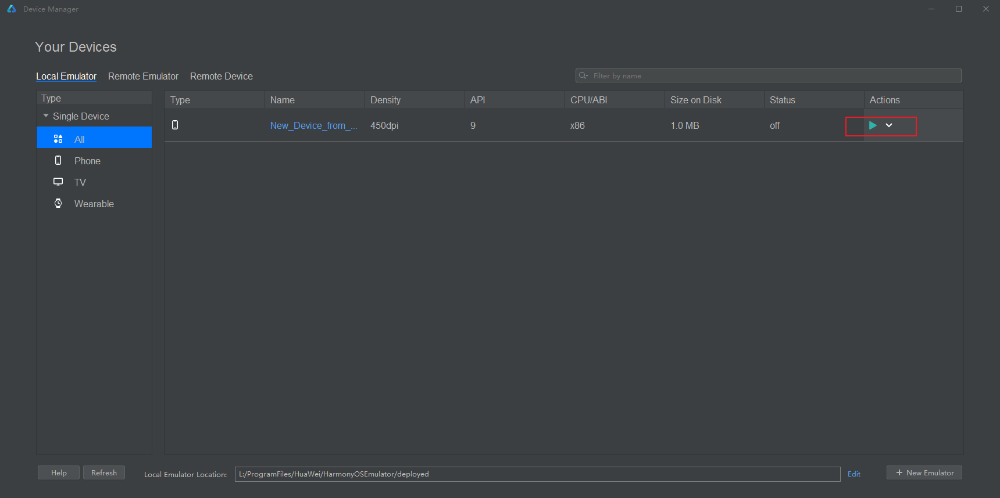 Device Manager
Your Devices
Local Emulator Remote Emulator Remote Device
Filter by name
Type
Single Device
All
Phone
TV
Wearable
Type Name Density API CPU/ABI Size on Disk Status Actions
New_Device_from_... 450dpi 9 x86 1.0 MB off
Help Refresh Local Emulator Location: L:/ProgramFiles/HuaWei/HarmonyOSEmulator/deployed Edit + New Emulator